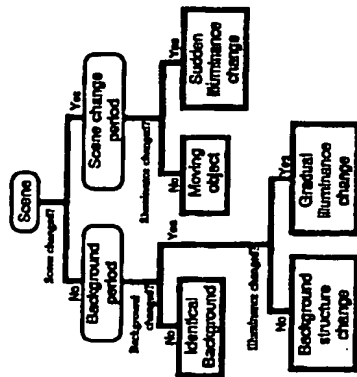 Scene
Scene changed?
No
Yes
Background
period
Scene change
period
Background
changed?
Illuminance changed?
No
Yes
No
Yes
Identical
Background
Moving
object
Sudden
illuminance
change
Illuminance changed?
No
Yes
Background
structure
change
Gradual
illuminance
change